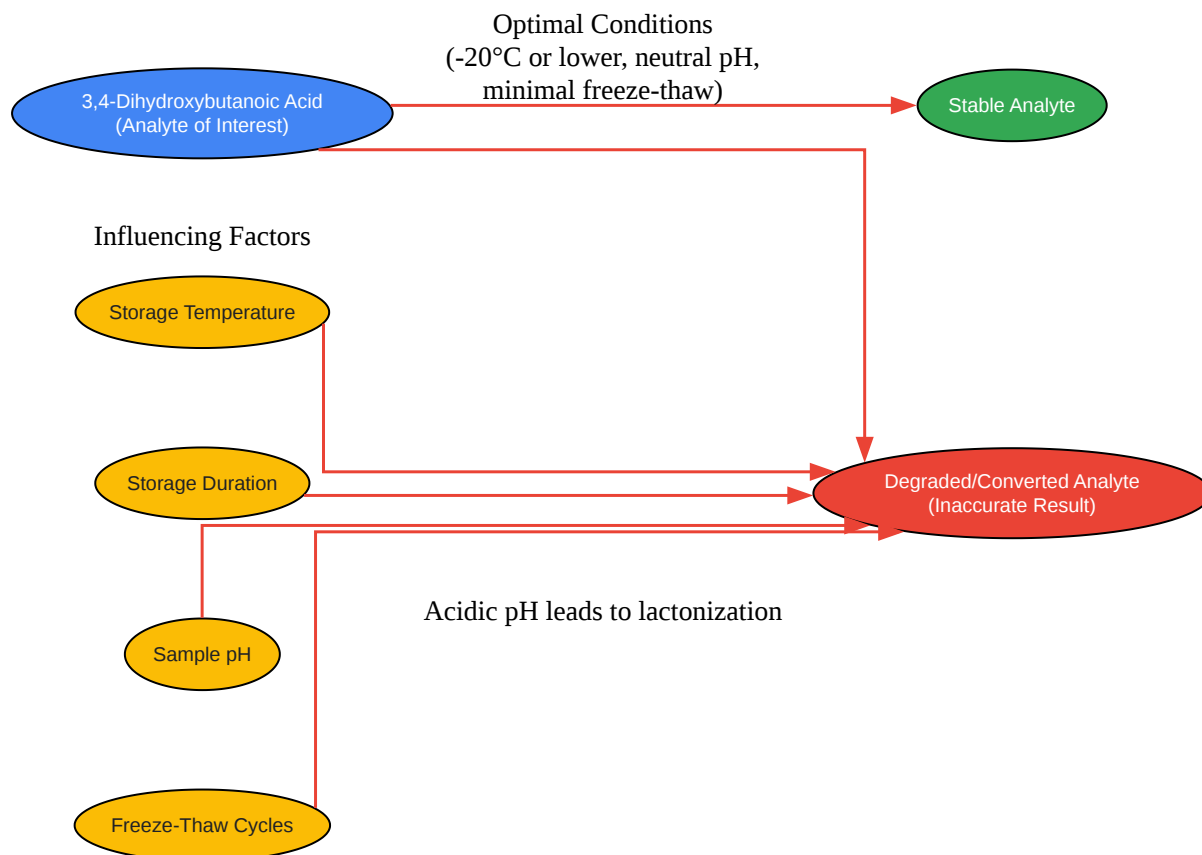 Optimal Conditions
(-20°C or lower, neutral pH,
minimal freeze-thaw)
3,4-Dihydroxybutanoic Acid
(Analyte of Interest)
Stable Analyte
Influencing Factors
Storage Temperature
Storage Duration
Degraded/Converted Analyte
(Inaccurate Result)
Acidic pH leads to lactonization
Sample pH
Freeze-Thaw Cycles